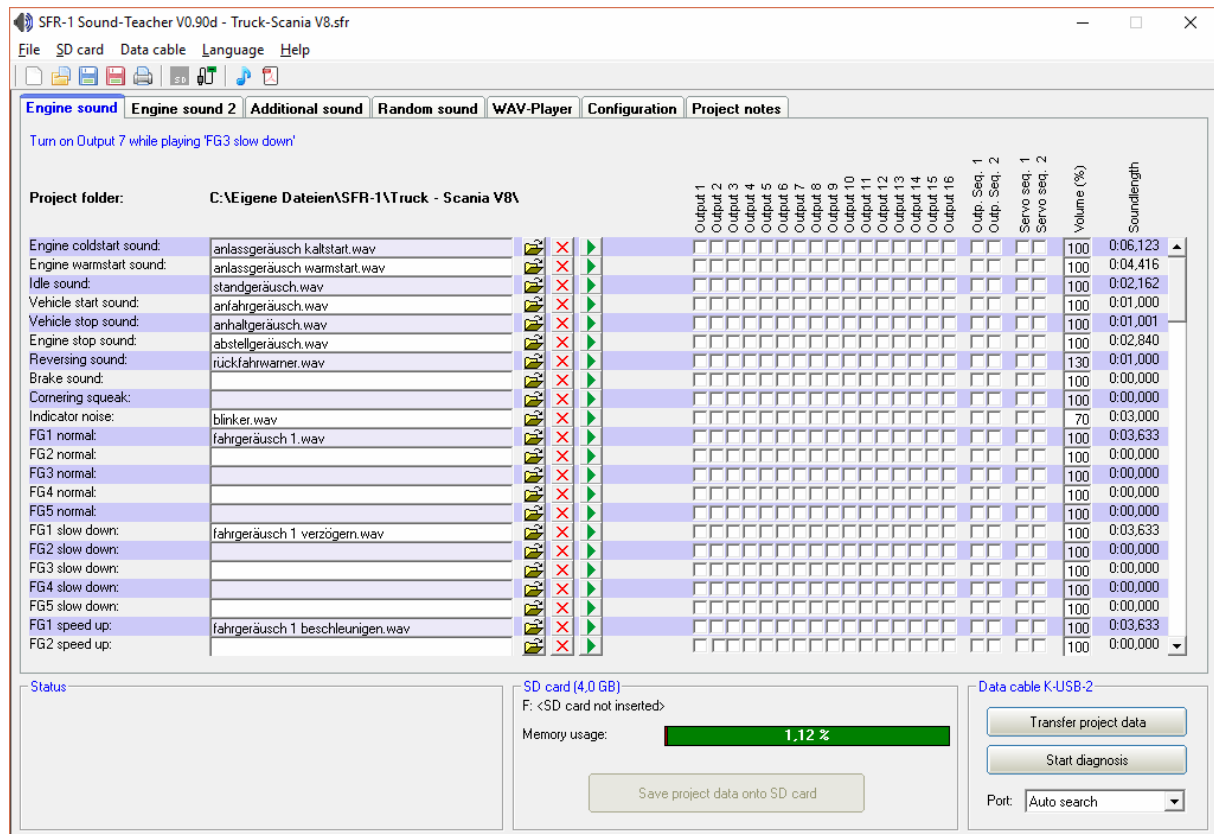 SFR-1 Sound-Teacher V0.90d - Truck-Scania V8.sfr
File SD card Data cable Language Help
Engine sound Engine sound 2 Additional sound Random sound WAV-Player Configuration Project notes
Turn on Output 7 while playing 'FG3 slow down'
Project folder: C:\Eigene Dateien\SFR-1\Truck - Scania V8\
Output 1
Output 2
Output 3
Output 4
Output 5
Output 6
Output 7
Output 8
Output 9
Output 10
Output 11
Output 12
Output 13
Output 14
Output 15
Output 16
Outp. Seq. 1
Outp. Seq. 2
Servo seq. 1
Servo seq. 2
Volume (%)
Soundlength
Engine coldstart sound: anlassgeräusch kaltstart.wav 100 0:06,123
Engine warmstart sound: anlassgeräusch warmstart.wav 100 0:04,416
Idle sound: standgeräusch.wav 100 0:02,162
Vehicle start sound: anfahrgeräusch.wav 100 0:01,000
Vehicle stop sound: anhaltgeräusch.wav 100 0:01,001
Engine stop sound: abstellgeräusch.wav 100 0:02,840
Reversing sound: rückfahrwarner.wav 130 0:01,000
Brake sound: 100 0:00,000
Cornering squeak: 100 0:00,000
Indicator noise: blinker.wav 70 0:03,000
FG1 normal: fahrgeräusch 1.wav 100 0:03,633
FG2 normal: 100 0:00,000
FG3 normal: 100 0:00,000
FG4 normal: 100 0:00,000
FG5 normal: 100 0:00,000
FG1 slow down: fahrgeräusch 1 verzögern.wav 100 0:03,633
FG2 slow down: 100 0:00,000
FG3 slow down: 100 0:00,000
FG4 slow down: 100 0:00,000
FG5 slow down: 100 0:00,000
FG1 speed up: fahrgeräusch 1 beschleunigen.wav 100 0:03,633
FG2 speed up: 100 0:00,000
Status
SD card (4,0 GB)
F: <SD card not inserted>
Memory usage: 1,12 %
Save project data onto SD card
Data cable K-USB-2
Transfer project data
Start diagnosis
Port: Auto search